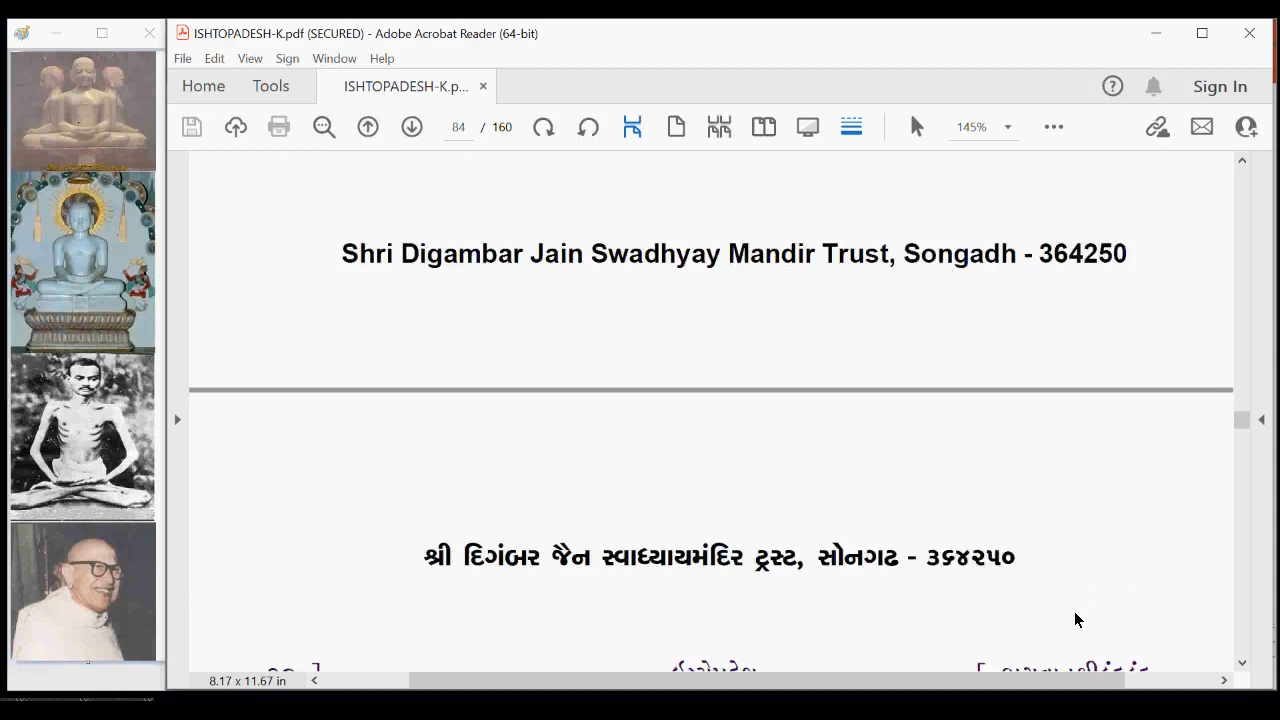 ISHTOPADESH-K.pdf (SECURED) - Adobe Acrobat Reader (64-bit)
File Edit View Sign Window Help
Home Tools ISHTOPADESH-K.p... Sign In
84 / 160 145%
Shri Digambar Jain Swadhyay Mandir Trust, Songadh - 364250
શ્રી દિગંબર જૈન સ્વાધ્યાયમંદિર ટ્રસ્ટ, સોનગઢ - ૩૬૪૨૫૦
8.17 x 11.67 in